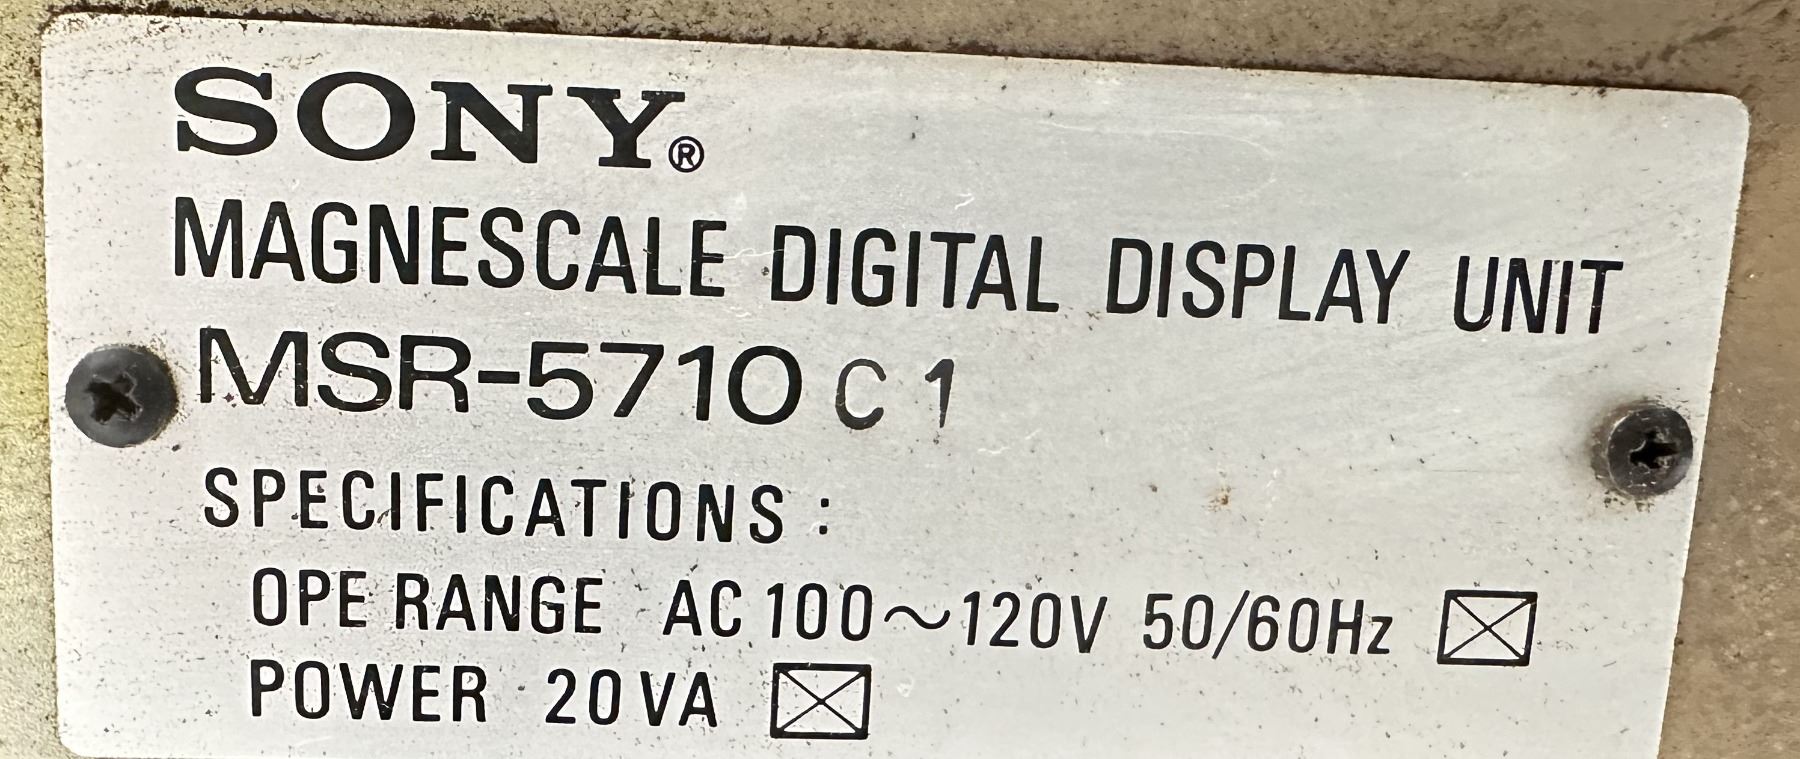 SONY®
MAGNESCALE DIGITAL DISPLAY UNIT
MSR-5710 C 1
SPECIFICATIONS :
OPE RANGE AC 100~120V 50/60Hz
POWER 20VA